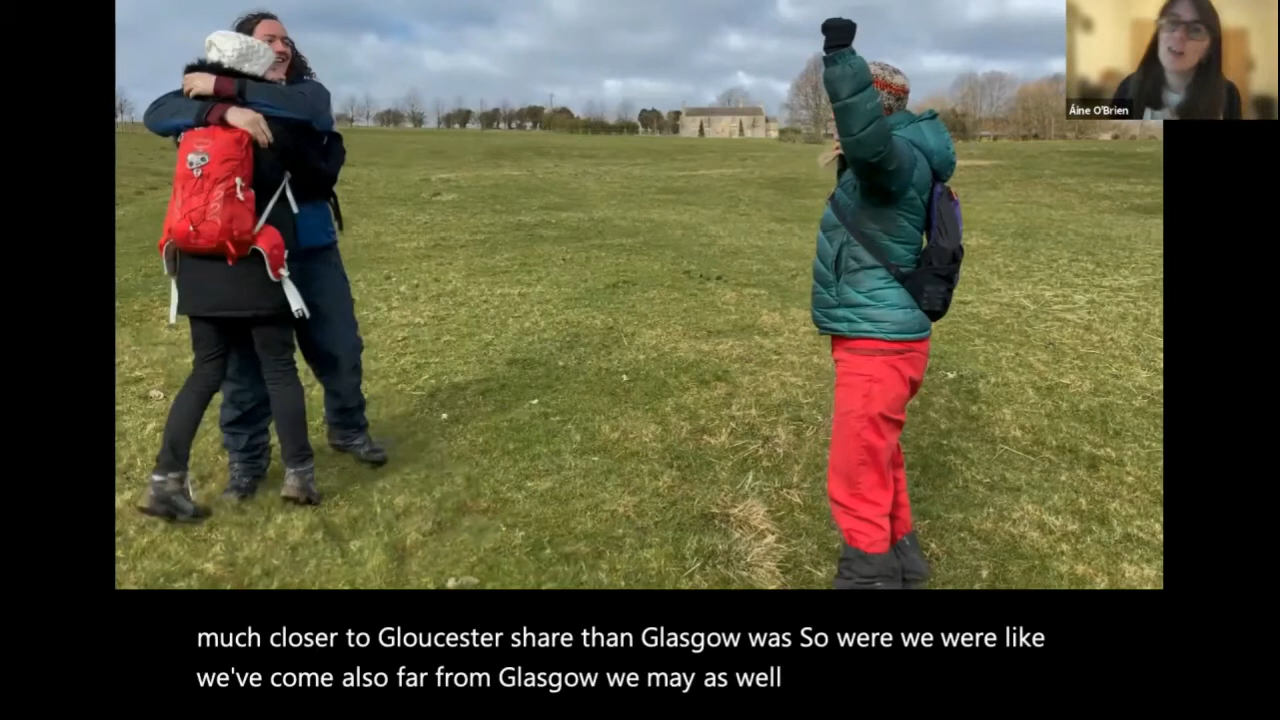 Áine O'Brien
much closer to Gloucester share than Glasgow was So were we were like
we've come also far from Glasgow we may as well